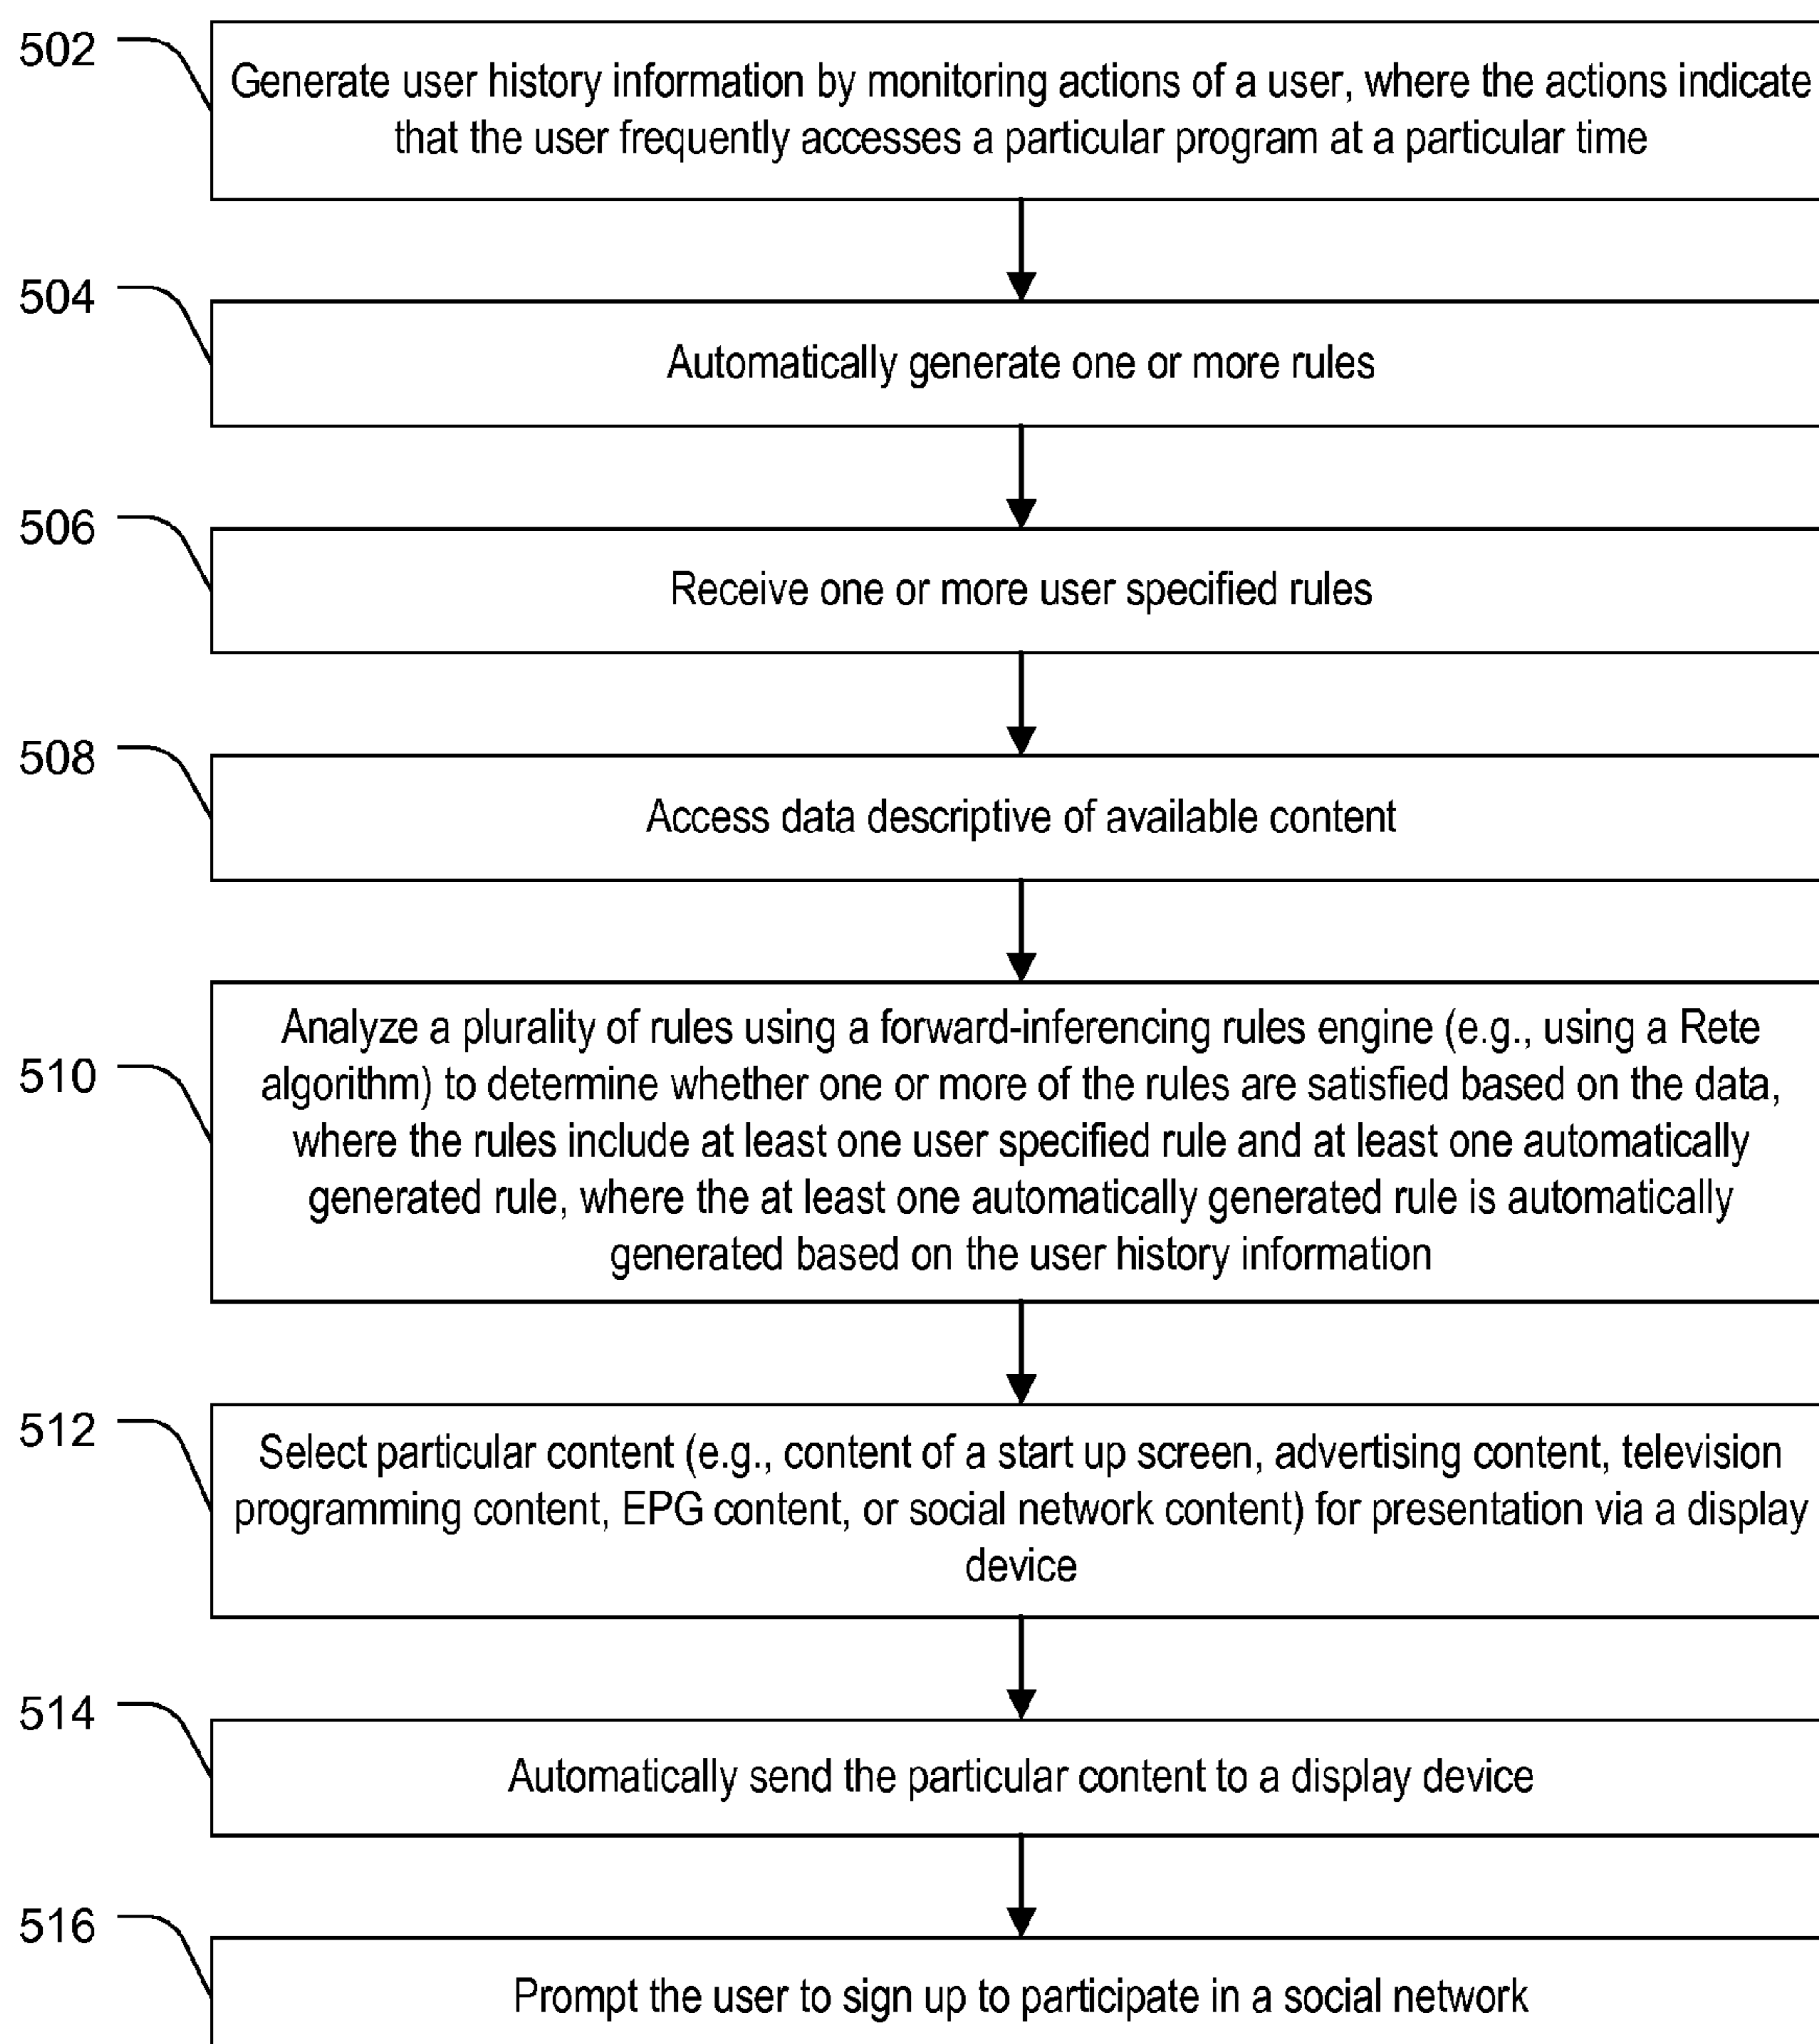 502
Generate user history information by monitoring actions of a user, where the actions indicate
that the user frequently accesses a particular program at a particular time
504
Automatically generate one or more rules
506
Receive one or more user specified rules
508
Access data descriptive of available content
510
Analyze a plurality of rules using a forward-inferencing rules engine (e.g., using a Rete
algorithm) to determine whether one or more of the rules are satisfied based on the data,
where the rules include at least one user specified rule and at least one automatically
generated rule, where the at least one automatically generated rule is automatically
generated based on the user history information
512
Select particular content (e.g., content of a start up screen, advertising content, television
programming content, EPG content, or social network content) for presentation via a display
device
514
Automatically send the particular content to a display device
516
Prompt the user to sign up to participate in a social network